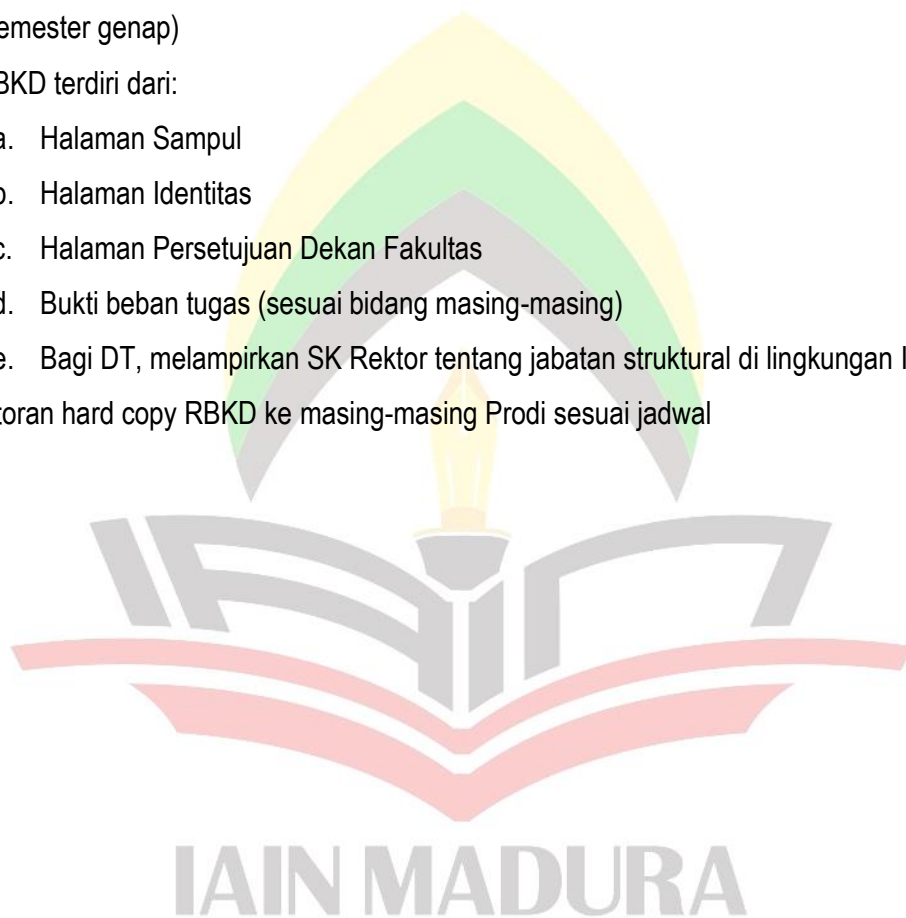 emester genap)
BKD terdiri dari:
a. Halaman Sampul
b. Halaman Identitas
c. Halaman Persetujuan Dekan Fakultas
d. Bukti beban tugas (sesuai bidang masing-masing)
e. Bagi DT, melampirkan SK Rektor tentang jabatan struktural di lingkungan I
toran hard copy RBKD ke masing-masing Prodi sesuai jadwal
IAIN
IAIN MADURA